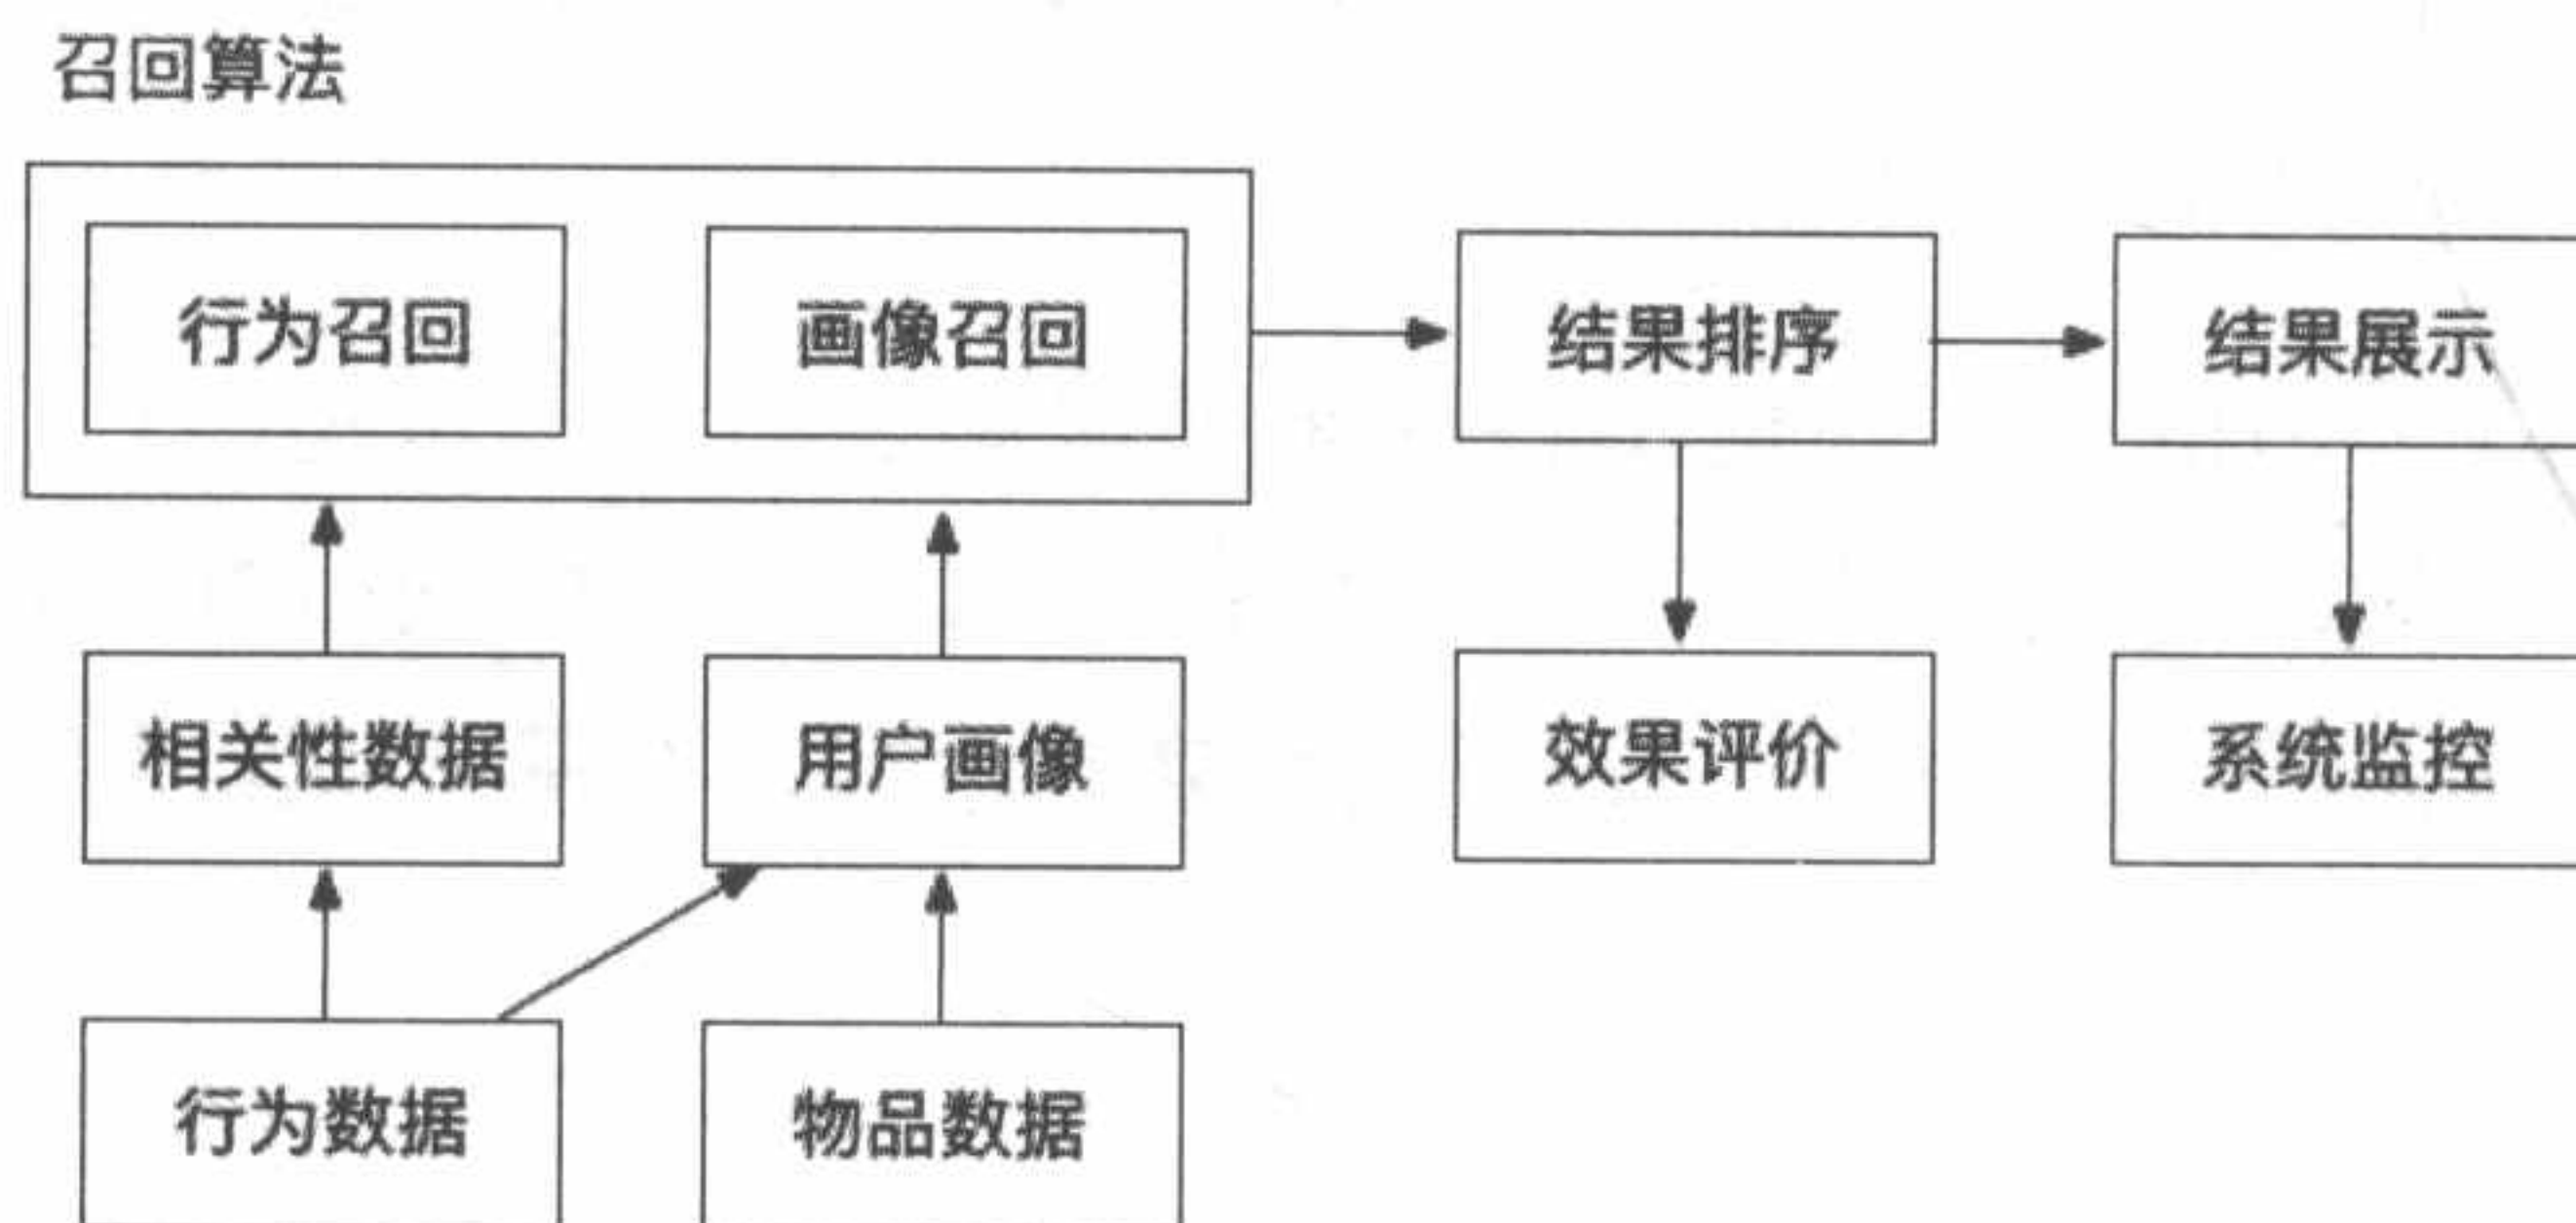 召回算法
行为召回
画像召回
结果排序
结果展示
相关性数据
用户画像
效果评价
系统监控
行为数据
物品数据